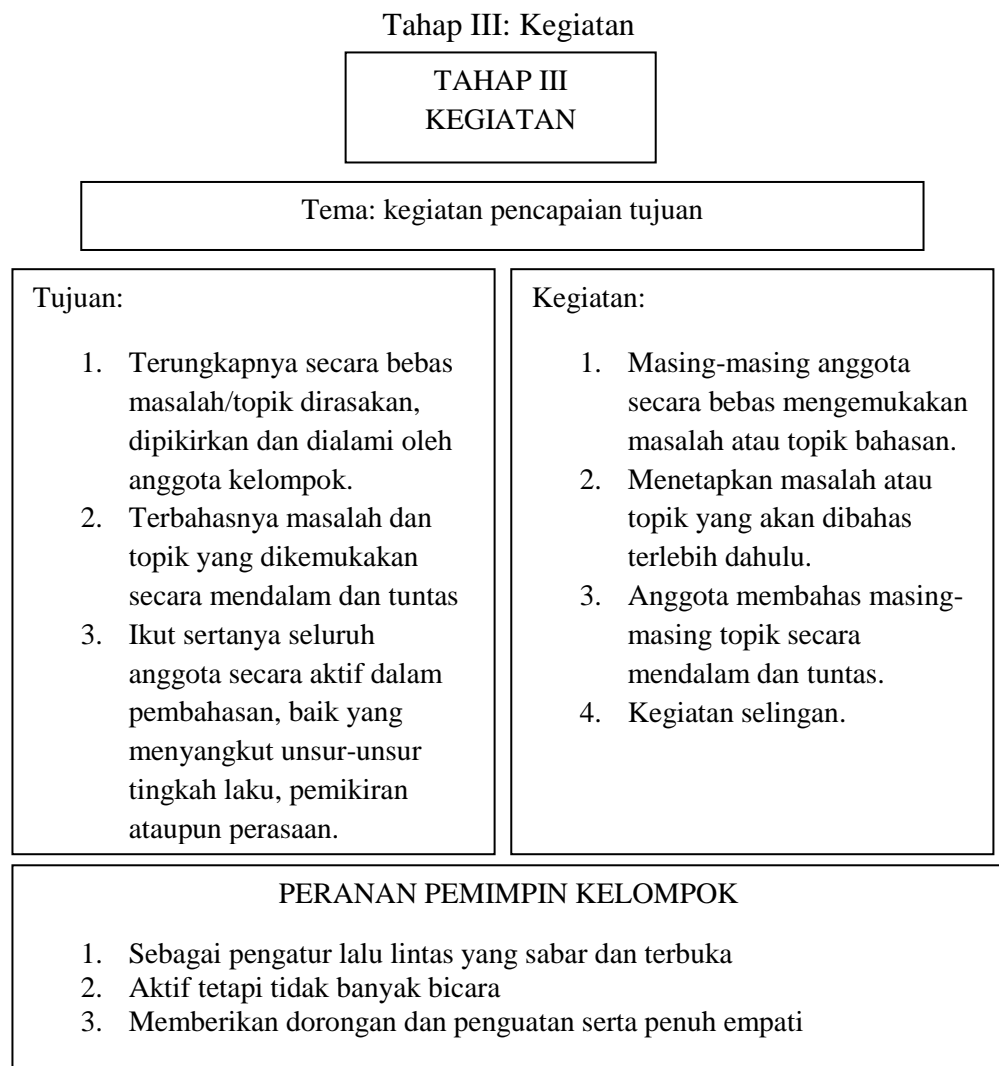 Tahap III: Kegiatan
TAHAP III
KEGIATAN
Tema: kegiatan pencapaian tujuan
Tujuan:
1. Terungkapnya secara bebas
masalah/topik dirasakan,
dipikirkan dan dialami oleh
anggota kelompok.
2. Terbahasnya masalah dan
topik yang dikemukakan
secara mendalam dan tuntas
3. Ikut sertanya seluruh
anggota secara aktif dalam
pembahasan, baik yang
menyangkut unsur-unsur
tingkah laku, pemikiran
ataupun perasaan.
Kegiatan:
1. Masing-masing anggota
secara bebas mengemukakan
masalah atau topik bahasan.
2. Menetapkan masalah atau
topik yang akan dibahas
terlebih dahulu.
3. Anggota membahas masing-
masing topik secara
mendalam dan tuntas.
4. Kegiatan selingan.
PERANAN PEMIMPIN KELOMPOK
1. Sebagai pengatur lalu lintas yang sabar dan terbuka
2. Aktif tetapi tidak banyak bicara
3. Memberikan dorongan dan penguatan serta penuh empati